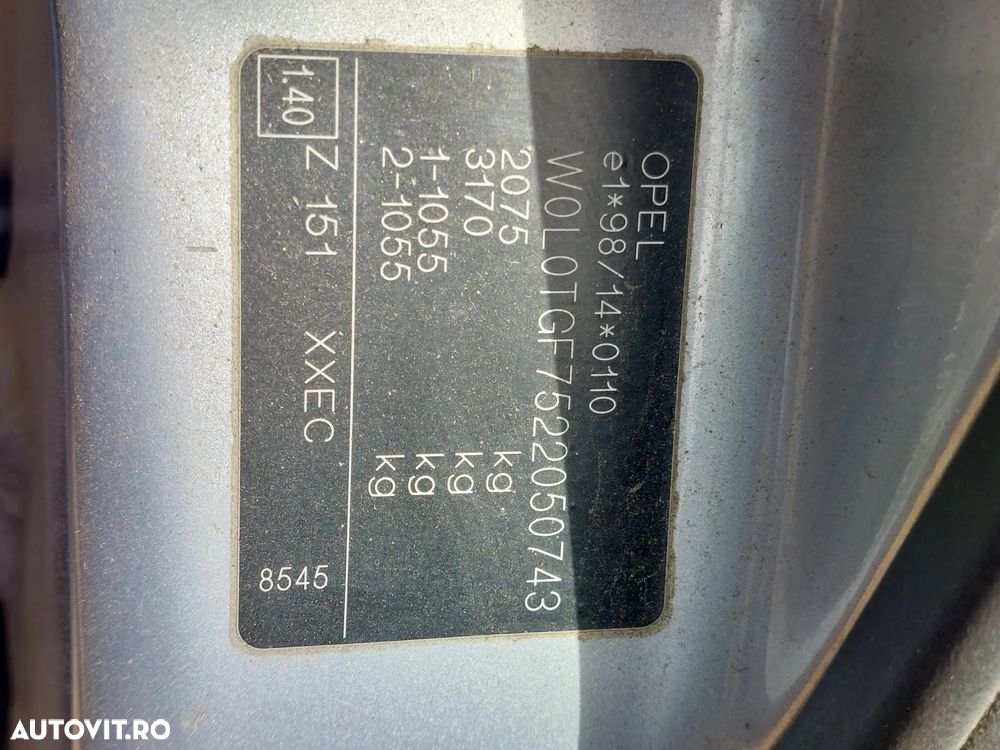 OPEL
e1*98/14*0110
W0L0TGF7522050743
2075 kg
3170 kg
1-1055 kg
2-1055 kg
1.40 Z 151 XXEC 8545
AUTOVIT.RO